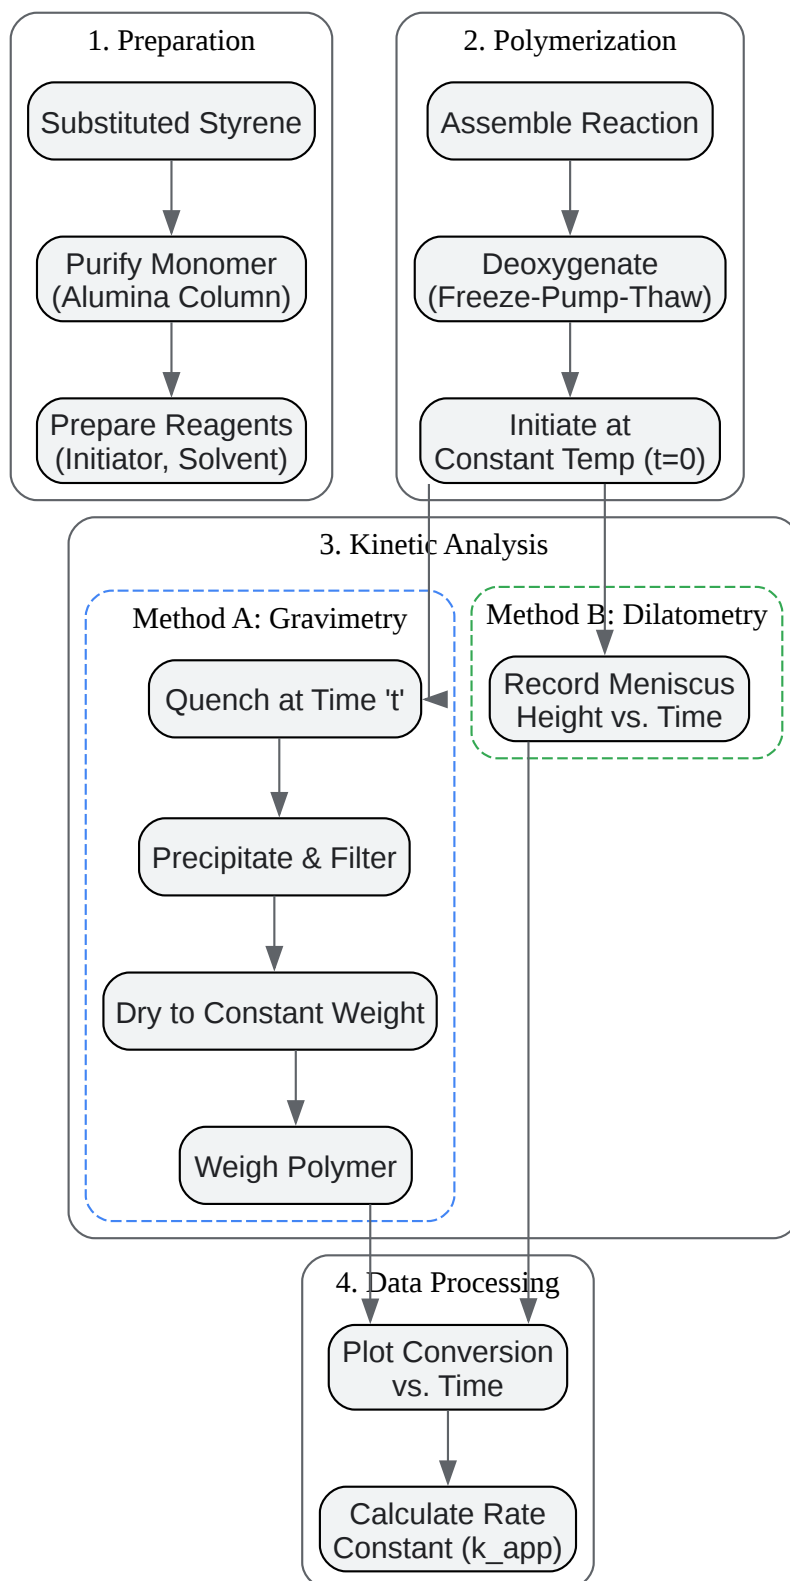 1. Preparation
Substituted Styrene
Purify Monomer
(Alumina Column)
Prepare Reagents
(Initiator, Solvent)
2. Polymerization
Assemble Reaction
Deoxygenate
(Freeze-Pump-Thaw)
Initiate at
Constant Temp (t=0)
3. Kinetic Analysis
Method A: Gravimetry
Quench at Time 't'
Precipitate & Filter
Dry to Constant Weight
Weigh Polymer
Method B: Dilatometry
Record Meniscus
Height vs. Time
4. Data Processing
Plot Conversion
vs. Time
Calculate Rate
Constant (k_app)